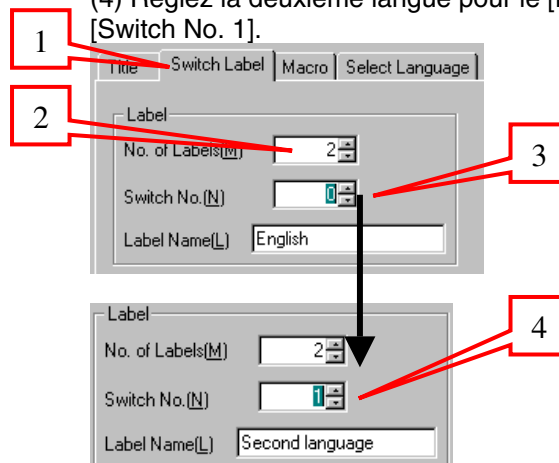 (4) Réglez la deuxième langue pour le
[Switch No. 1].
1
Title Switch Label Macro Select Language
Label
2
No. of Labels(M) 2
3
Switch No.(N) 0
Label Name(L) English
Label
4
No. of Labels(M) 2
Switch No.(N) 1
Label Name(L) Second language